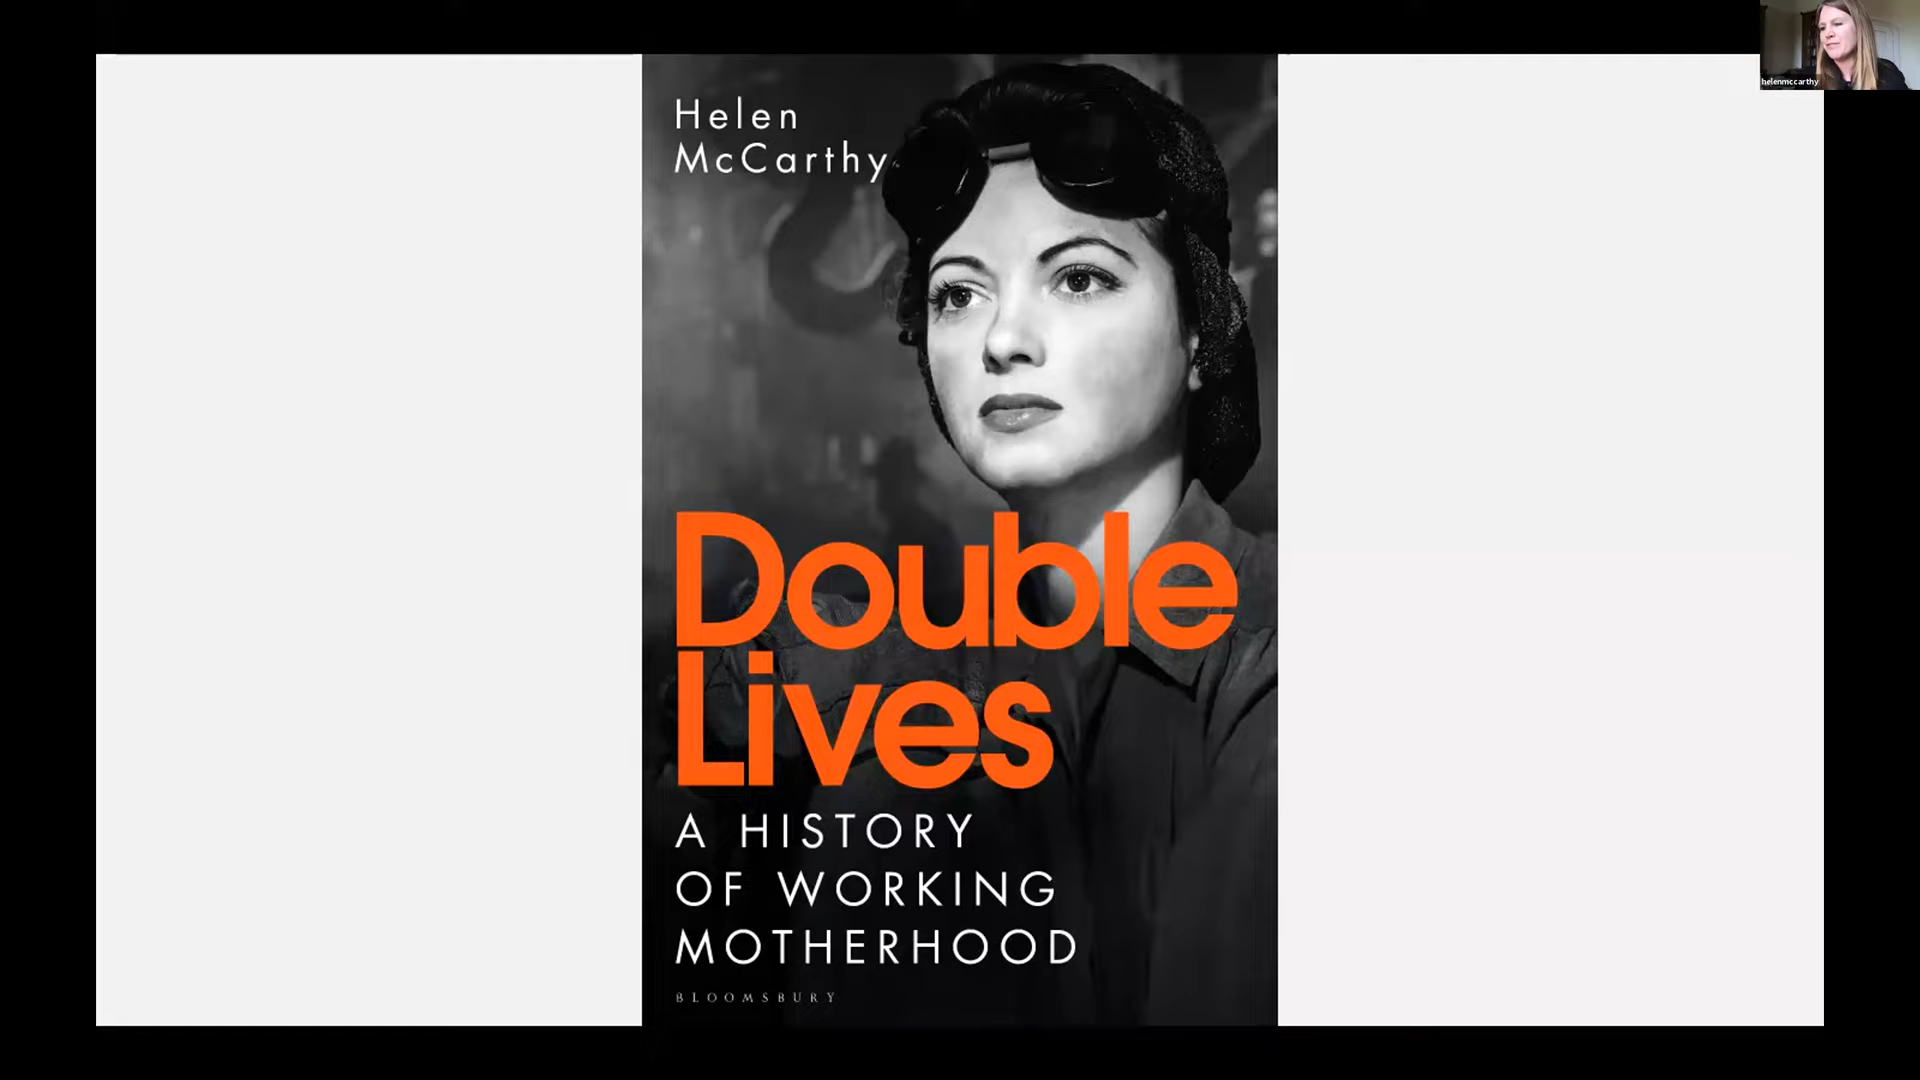 Helen
McCarthy
Double
Lives
A HISTORY
OF WORKING
MOTHERHOOD
BLOOMSBURY
helenmccarthy